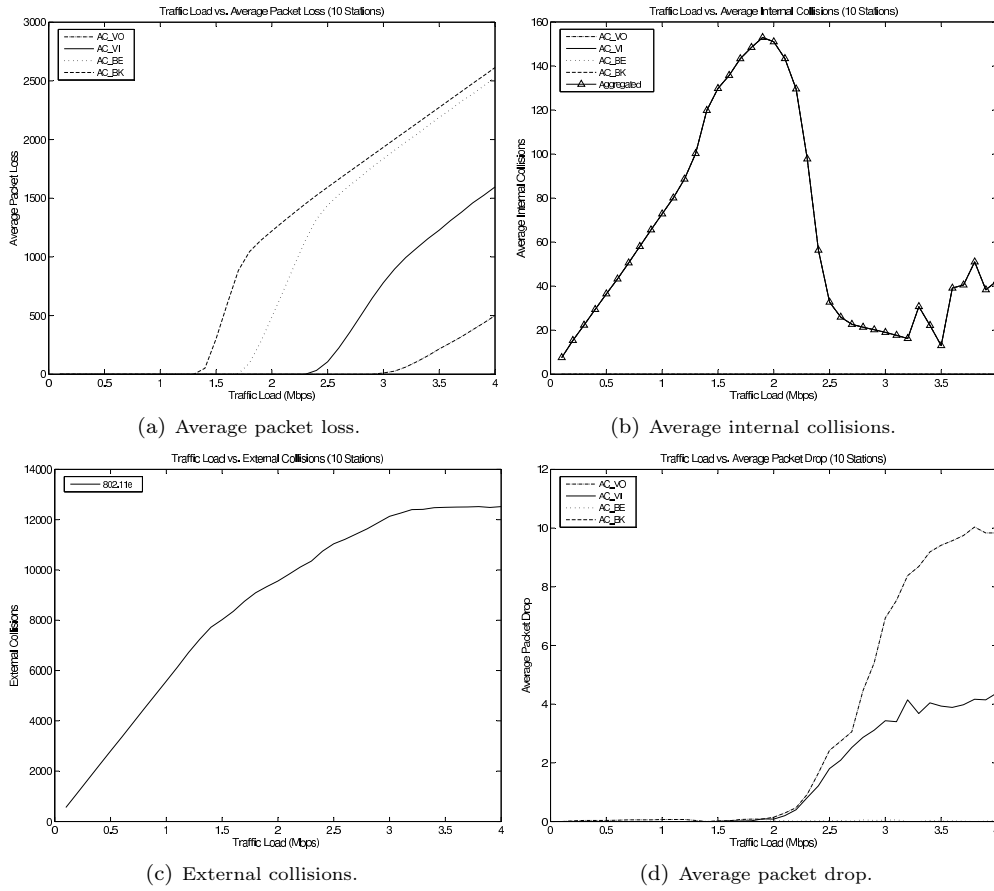 Traffic Load vs. Average Packet Loss (10 Stations)
3000
2500
2000
1500
1000
500
0
Average Packet Loss
AC_VO
AC_VI
AC_BE
AC_BK
0 0.5 1 1.5 2 2.5 3 3.5 4
Traffic Load (Mbps)
(a) Average packet loss.
Traffic Load vs. Average Internal Collisions (10 Stations)
160
140
120
100
80
60
40
20
0
Average Internal Collisions
AC_VO
AC_VI
AC_BE
AC_BK
Aggregated
0 0.5 1 1.5 2 2.5 3 3.5
Traffic Load (Mbps)
(b) Average internal collisions.
Traffic Load vs. External Collisions (10 Stations)
14000
12000
10000
8000
6000
4000
2000
0
External Collisions
802.11e
0 0.5 1 1.5 2 2.5 3 3.5 4
Traffic Load (Mbps)
(c) External collisions.
Traffic Load vs. Average Packet Drop (10 Stations)
12
10
8
6
4
2
0
Average Packet Drop
AC_VO
AC_VI
AC_BE
AC_BK
0 0.5 1 1.5 2 2.5 3 3.5
Traffic Load (Mbps)
(d) Average packet drop.